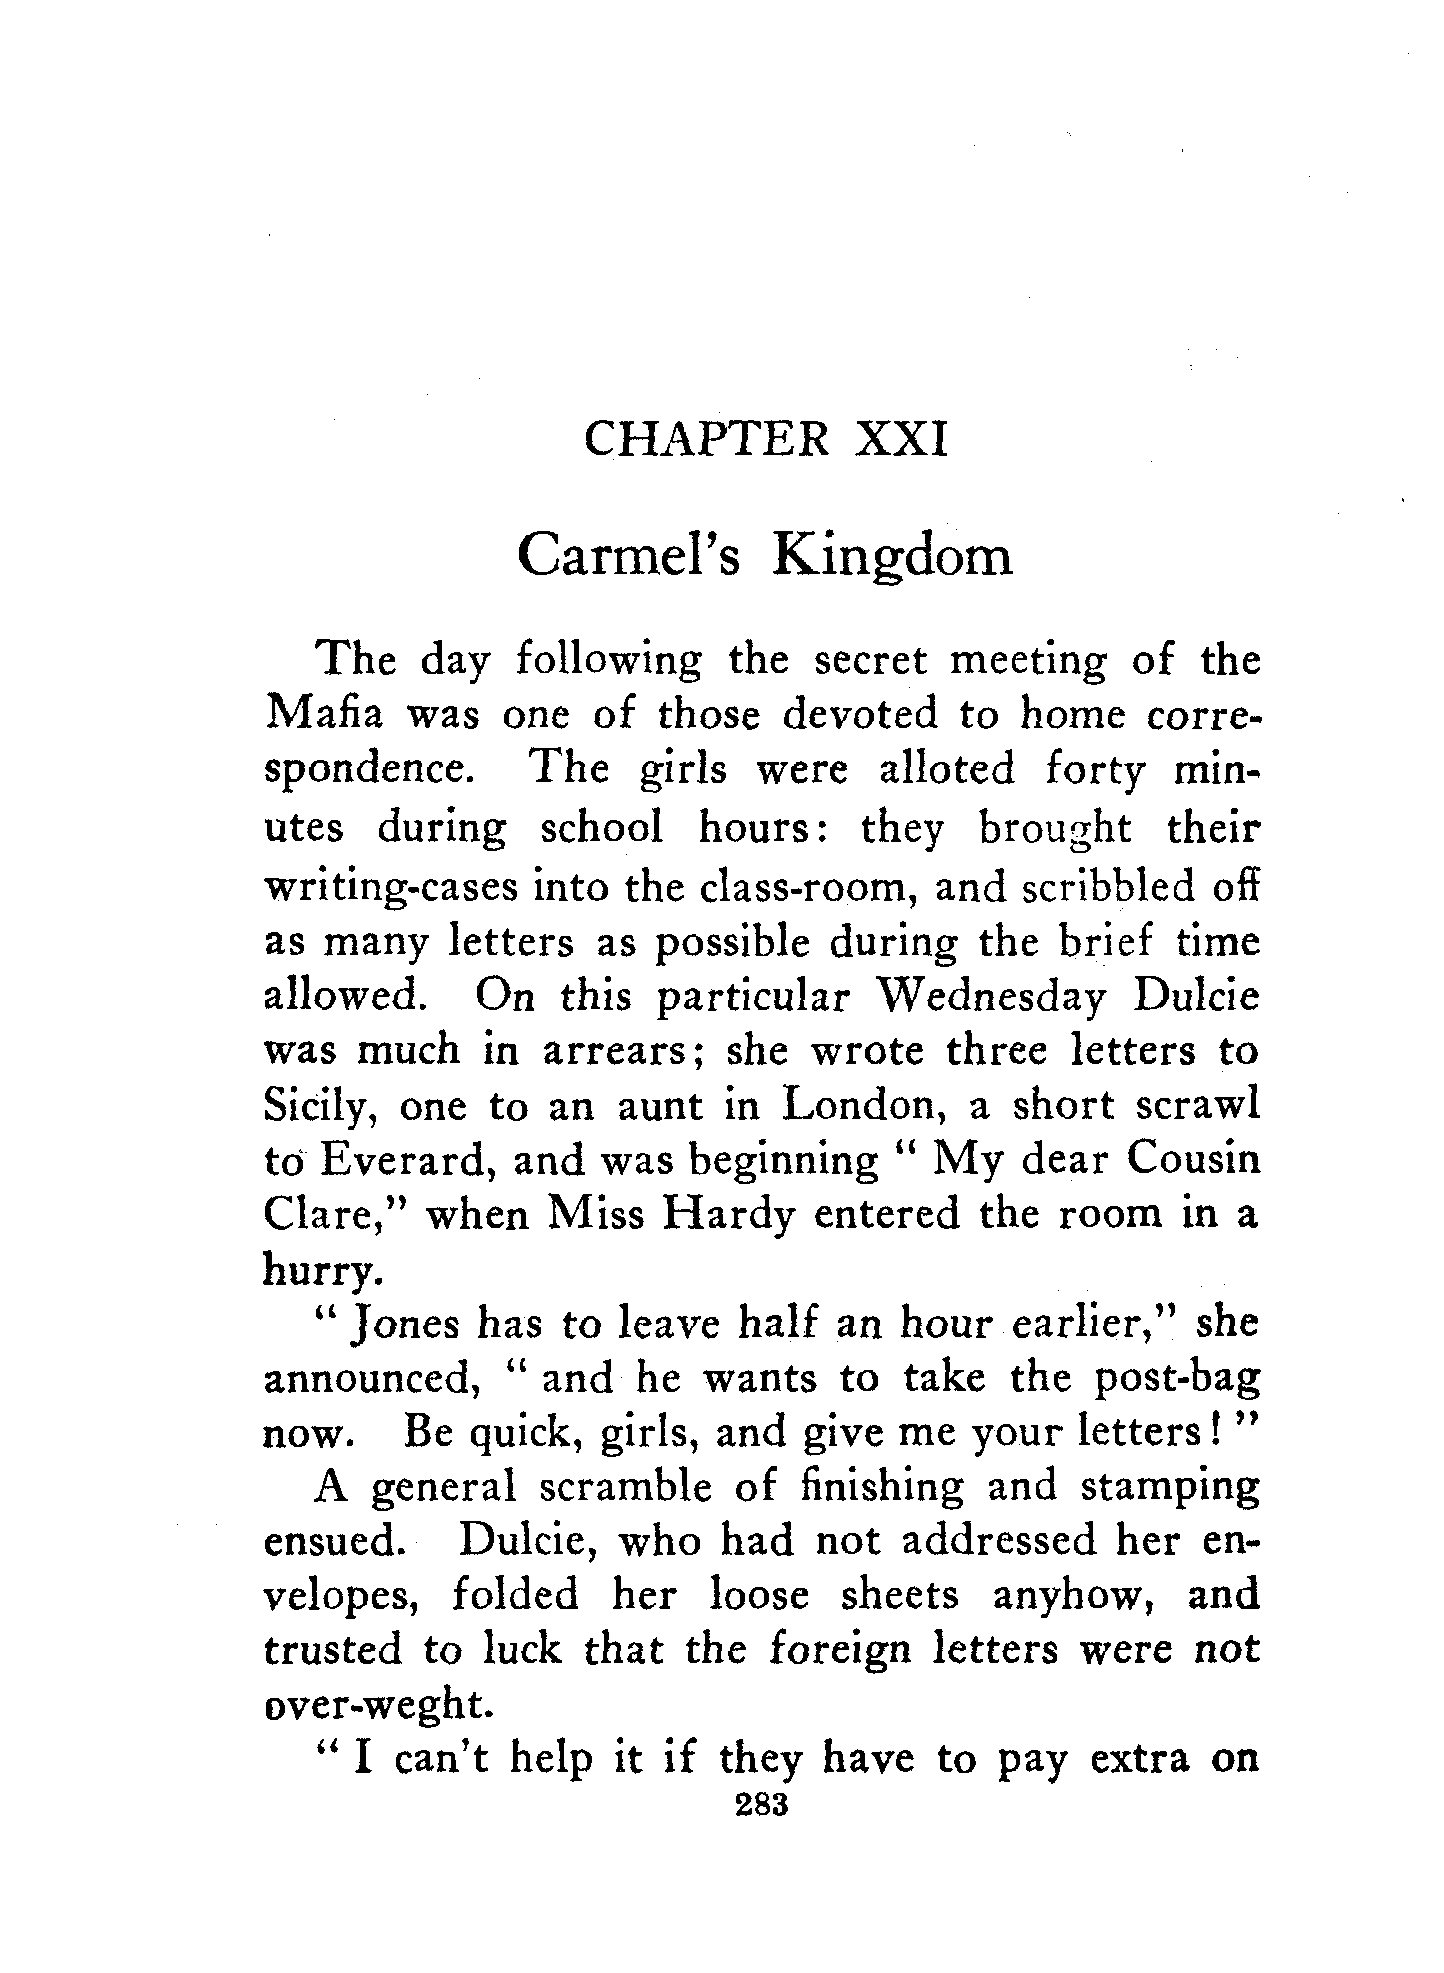 CHAPTER XXI
Carmel's Kingdom
The day following the secret meeting of the
Mafia was one of those devoted to home corre-
spondence. The girls were alloted forty min-
utes during school hours: they brought their
writing-cases into the class-room, and scribbled off
as many letters as possible during the brief time
allowed. On this particular Wednesday Dulcie
was much in arrears; she wrote three letters to
Sicily, one to an aunt in London, a short scrawl
to Everard, and was beginning “ My dear Cousin
Clare,” when Miss Hardy entered the room in a
hurry.
“ Jones has to leave half an hour earlier,” she
announced, “ and he wants to take the post-bag
now. Be quick, girls, and give me your letters! ”
A general scramble of finishing and stamping
ensued. Dulcie, who had not addressed her en-
velopes, folded her loose sheets anyhow, and
trusted to luck that the foreign letters were not
over-weght.
“ I can't help it if they have to pay extra on
283